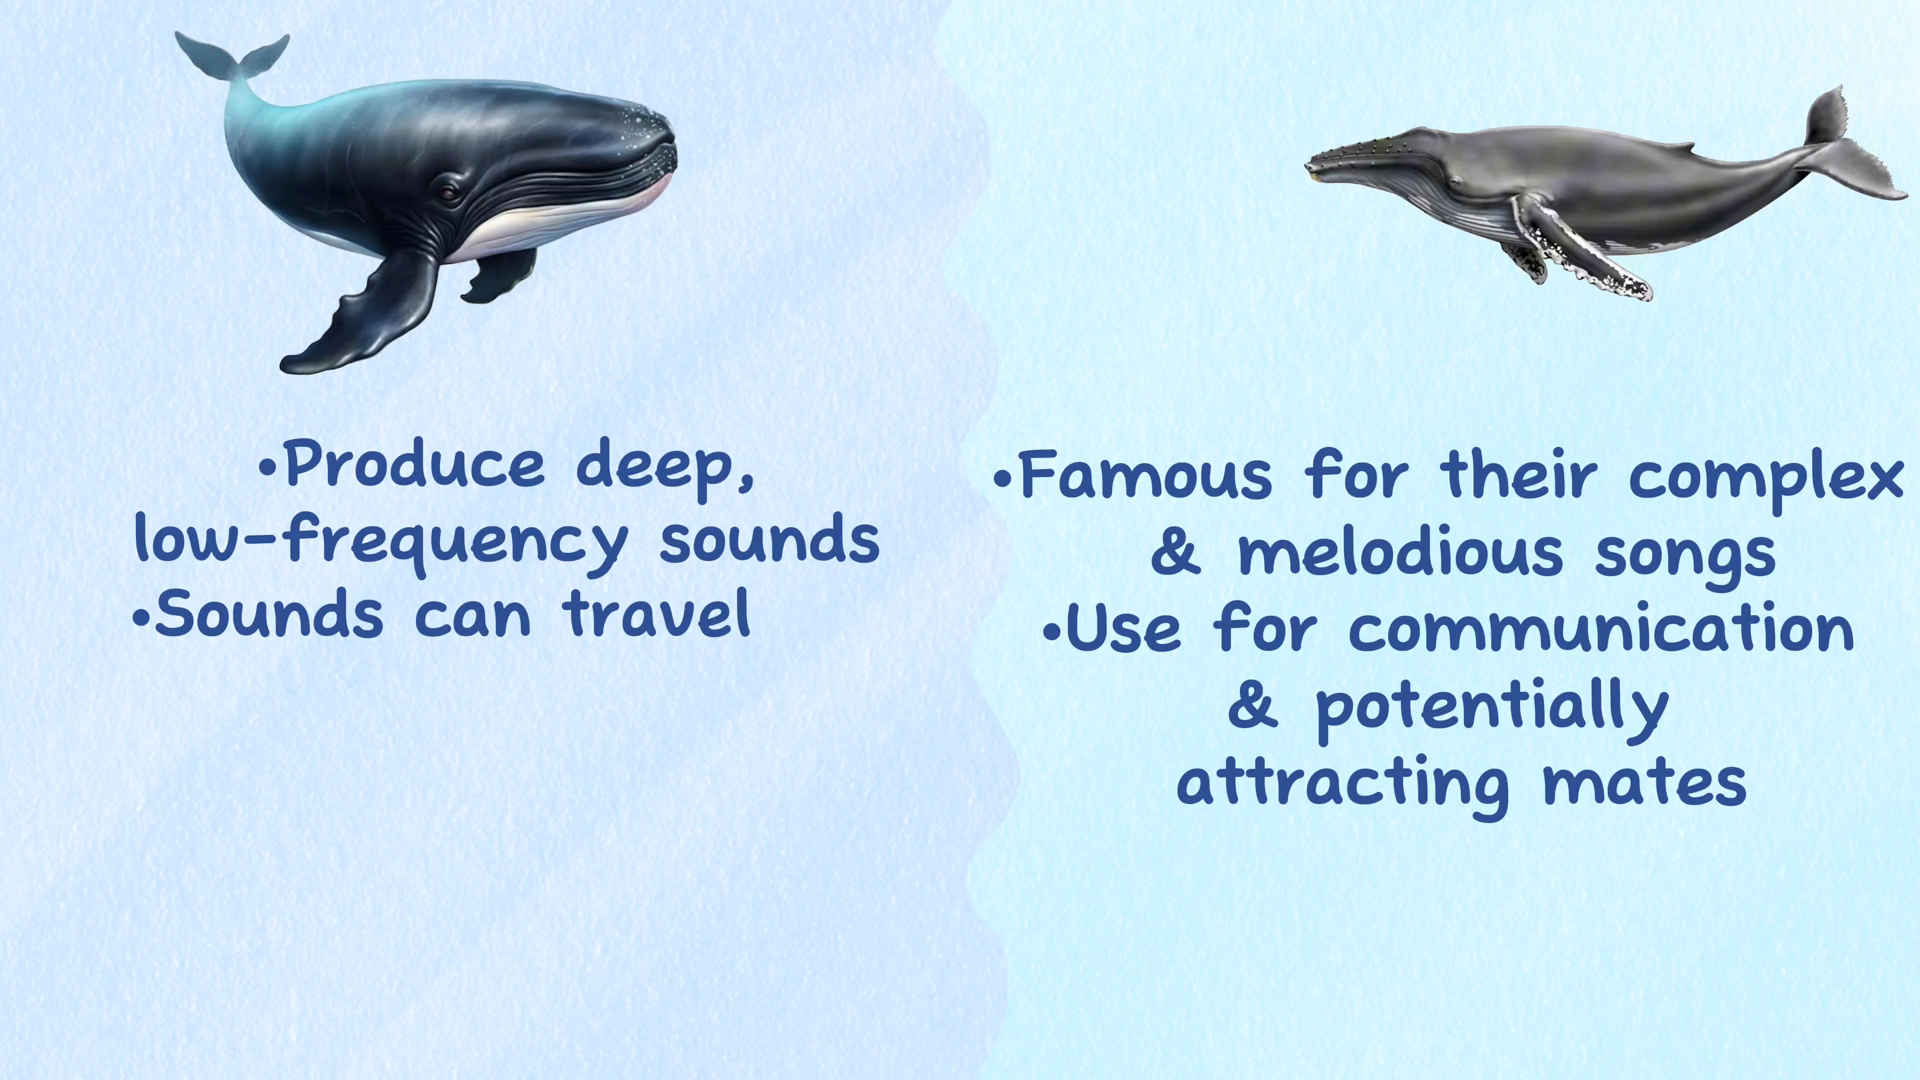 •Produce deep,
low-frequency sounds
•Sounds can travel
•Famous for their complex
& melodious songs
•Use for communication
& potentially
attracting mates